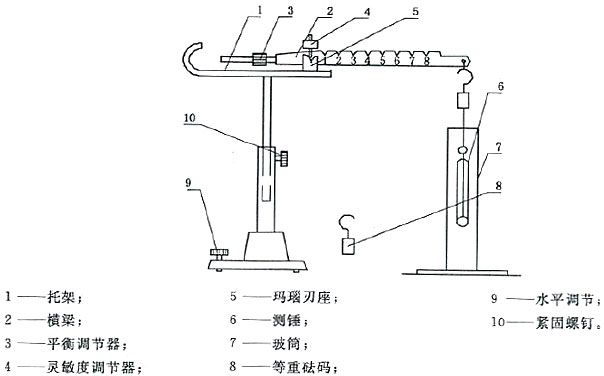 1
3
2
4
5
2 3 4 5 6 7 8
6
7
10
8
9
1——托架；
2——横梁；
3——平衡调节器；
4——灵敏度调节器；
5——玛瑙刃座；
6——测锤；
7——玻筒；
8——等重砝码；
9——水平调节；
10——紧固螺钉。